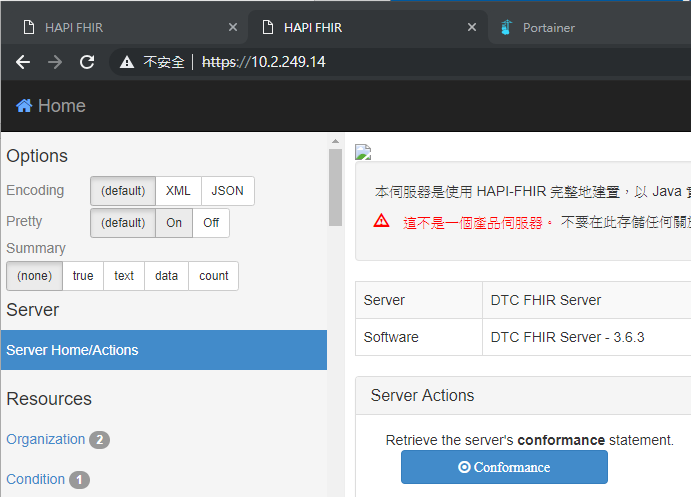 HAPI FHIR
HAPI FHIR
Portainer
不安全 https://10.2.249.14
Home
Options
Encoding (default) XML JSON
Pretty (default) On Off
Summary
(none) true text data count
Server
Server Home/Actions
Resources
Organization 2
Condition 1
本伺服器是使用 HAPI-FHIR 完整地建置，以 Java
這不是一個產品伺服器。 不要在此存儲任何關
Server DTC FHIR Server
Software DTC FHIR Server - 3.6.3
Server Actions
Retrieve the server's conformance statement.
Conformance